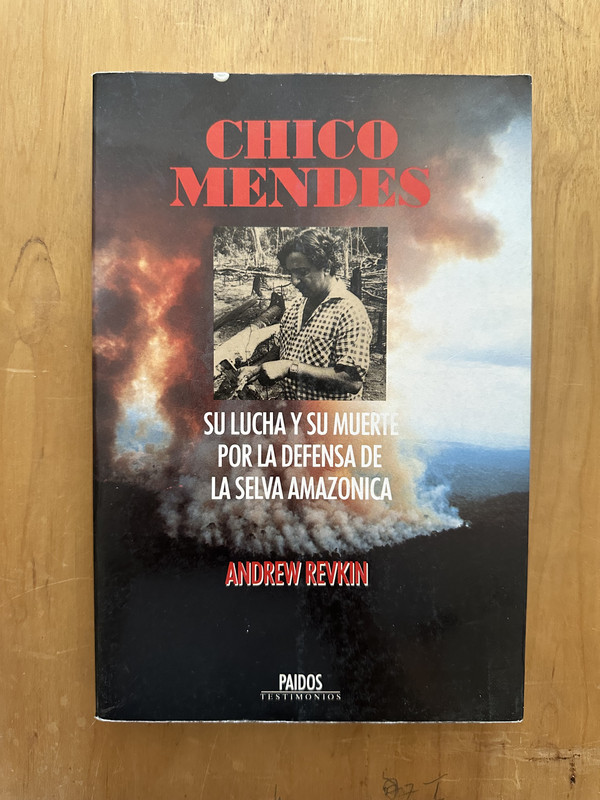 CHICO
MENDES
SU LUCHA Y SU MUERTE
POR LA DEFENSA DE
LA SELVA AMAZONICA
ANDREW REVKIN
PAIDOS
TESTIMONIOS